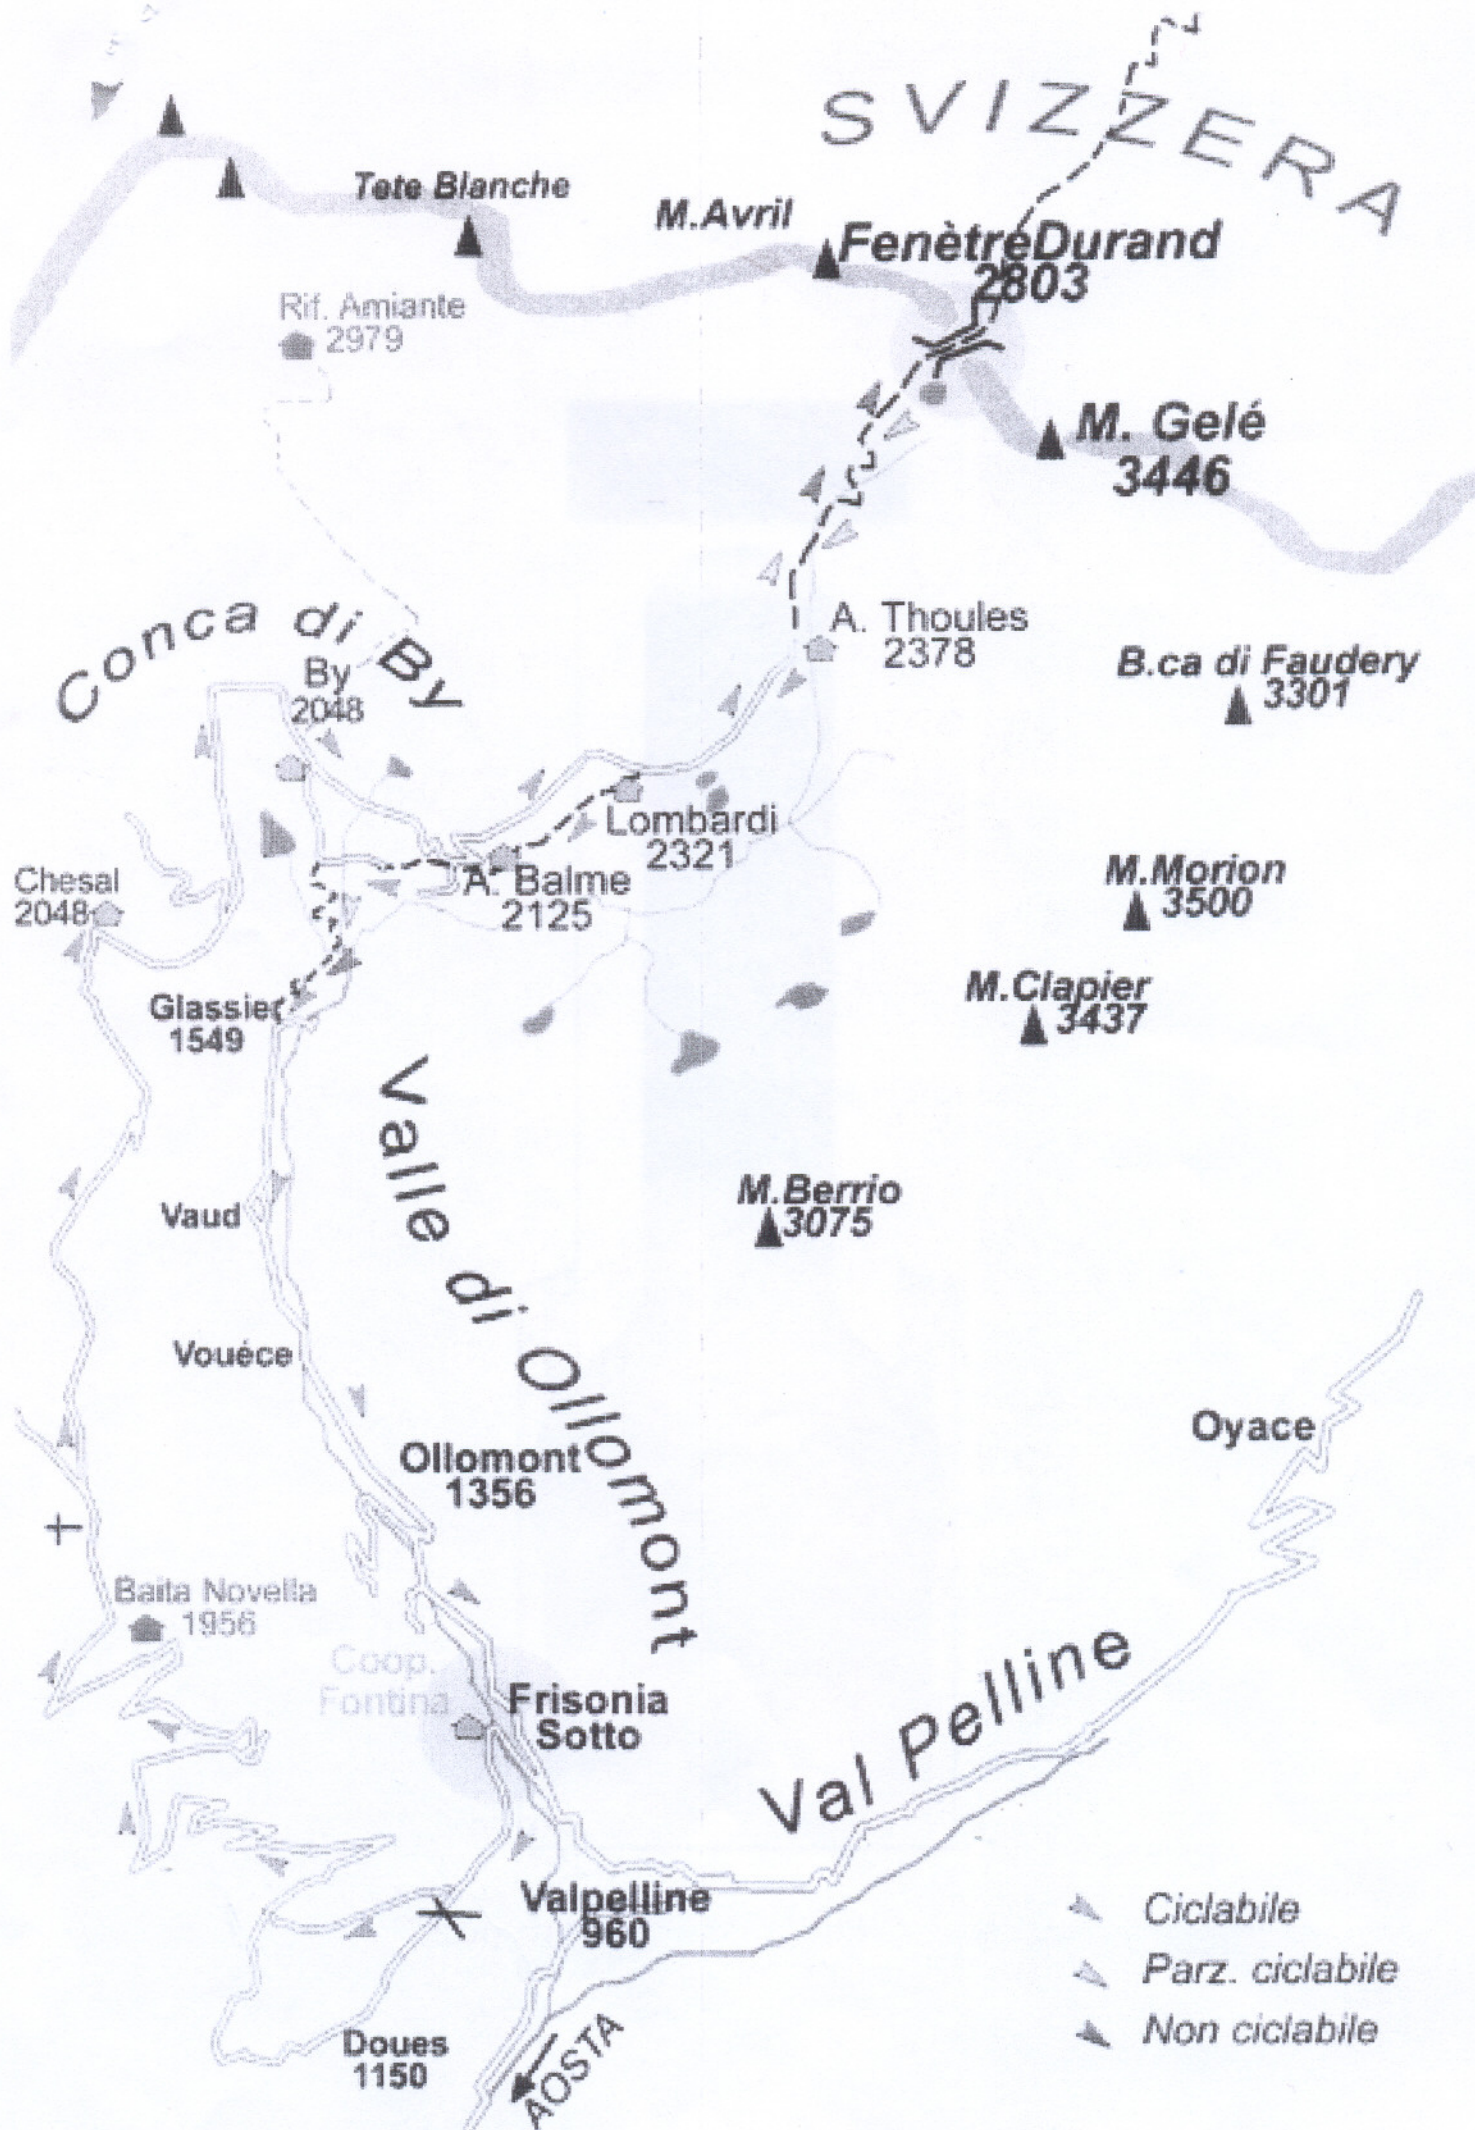 SVIZZERA
Tete Blanche
M.Avril
FenètreDurand
2803
Rif. Amiante
2979
M. Gelé
3446
Conca di By
A. Thoules
2378
By
2048
B.ca di Faudery
3301
Lombardi
2321
Chesal
2048
A. Balme
2125
M.Morion
3500
Glassier
1549
M.Clapier
3437
Valle di Ollomont
M.Berrio
3075
Vaud
Vouéce
Oyace
Ollomont
1356
Baita Novella
1956
Coop.
Fontina
Frisonia
Sotto
Val Pelline
Valpelline
960
Ciclabile
Parz. ciclabile
Non ciclabile
Doues
1150
AOSTA